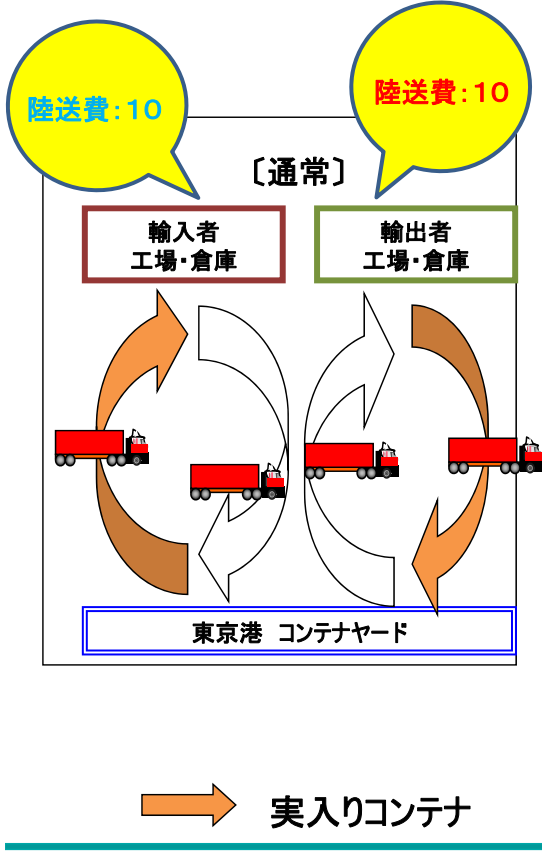 陸送費:10
陸送費:10
〔通常〕
輸入者
工場・倉庫
輸出者
工場・倉庫
東京港 コンテナヤード
実入りコンテナ